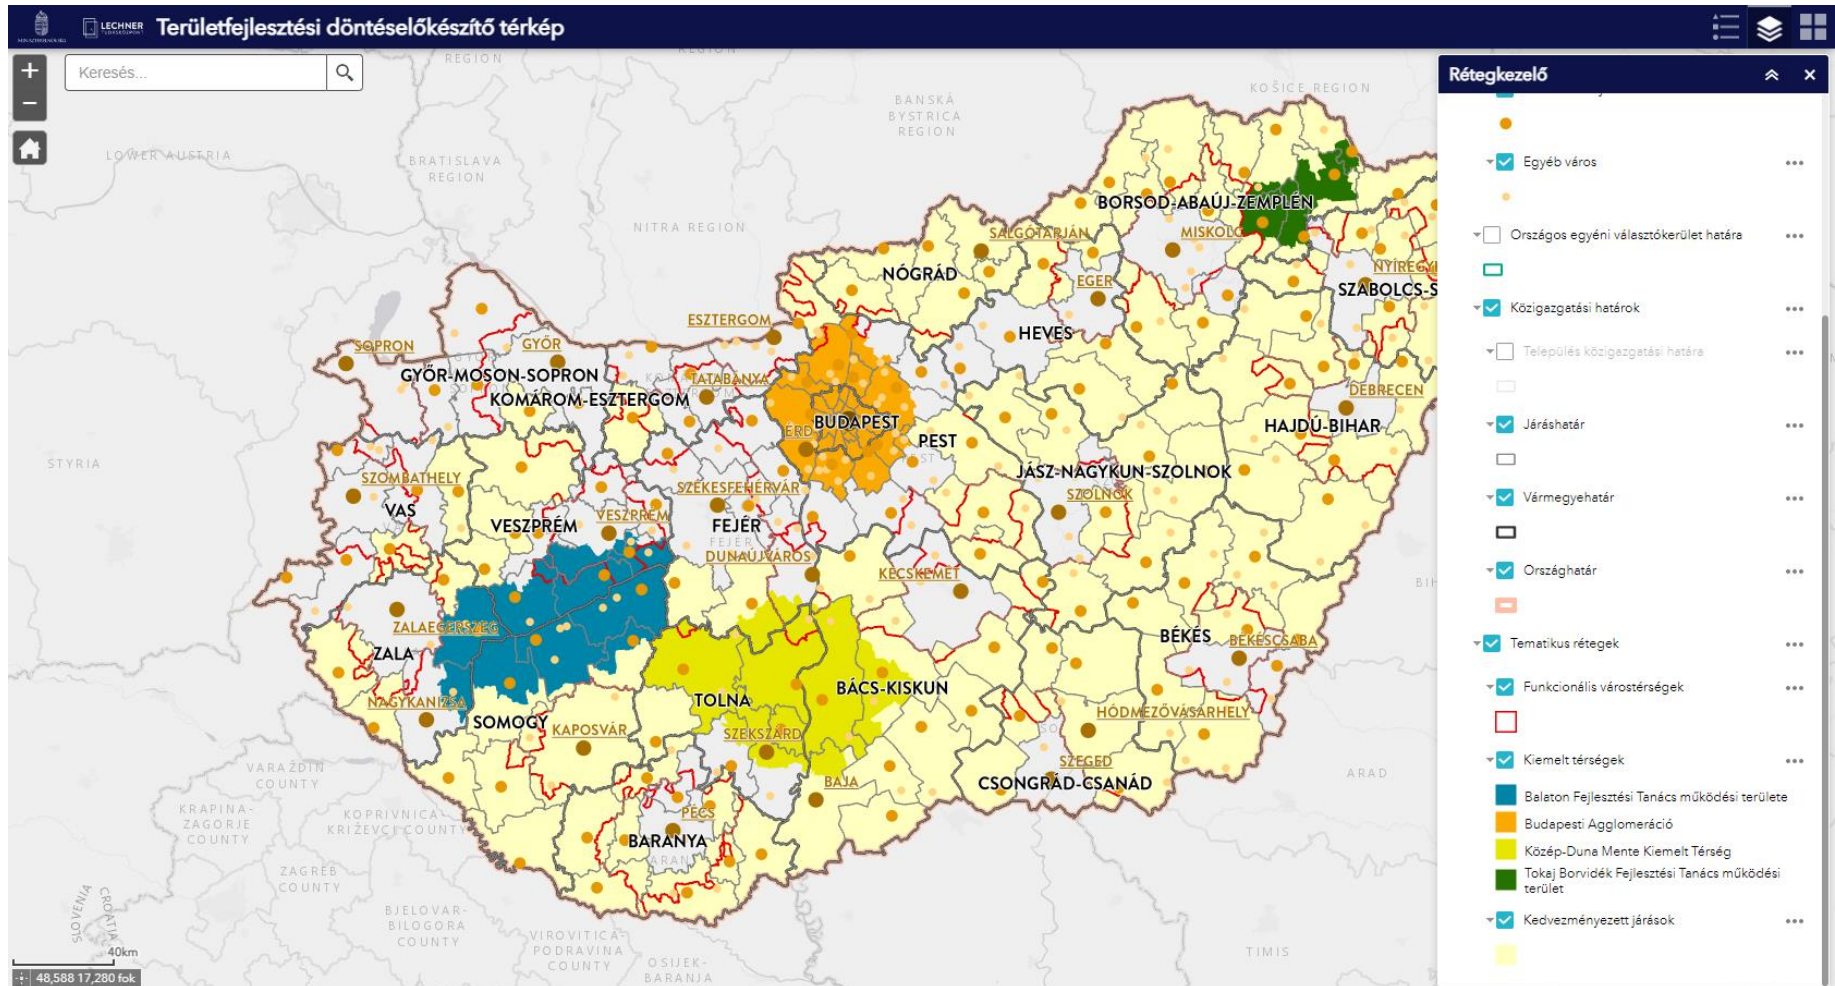 LECHNER
TUDÁSKÖZPONT
Területfejlesztési döntéselőkészítő térkép
Keresés...
REGION
REGION
LOWER AUSTRIA
BRATISLAVA
REGION
BANSKÁ
BYSTRICA
REGION
KOŠICE REGION
NITRA REGION
BORSOD-ABAÚJ-ZEMPLÉN
SALGÓTARJÁN
MISKOLC
NÓGRÁD
EGER
SZABOLCS-S
ESZTERGOM
HEVES
SOPRON
GYŐR
GYŐR-MOSON-SOPRON
TATABÁNYA
KOMÁROM-ESZTERGOM
DEBRECEN
BUDAPEST
ÉRD
PEST
HAJDÚ-BIHAR
STYRIA
JÁSZ-NAGYKUN-SZOLNOK
SZOLNOK
SZOMBATHELY
VAS
SZÉKESFEHÉRVÁR
VESZPRÉM
VESZPRÉM
FEJÉR
DUNAÚJVÁROS
KECSKEMÉT
ZALAEGERSZEG
ZALA
BÉKÉS
BÉKÉSCSABA
NAGYKANIZSA
TOLNA
BÁCS-KISKUN
SOMOGY
KAPOSVÁR
SZEKSZÁRD
HÓDMEZŐVÁSÁRHELY
SZEGED
BAJA
CSONGRÁD-CSANÁD
PÉCS
BARANYA
VARAŽDIN
COUNTY
KRAPINA-
ZAGORJE
COUNTY
KOPRIVNICA-
KRIŽEVCI COUNTY
ZAGREB
COUNTY
BJELOVAR-
BILOGORA
COUNTY
VIROVITICA-
PODRAVINA
COUNTY
OSIJEK-
BARANJA
SLOVENIA
CROATIA
ARAD
TIMIS
40km
48,588 17,280 fok
Rétegkezelő
Egyéb város
Országos egyéni választókerület határa
Közigazgatási határok
Település közigazgatási határa
Járáshatár
Vármegyehatár
Országhatár
Tematikus rétegek
Funkcionális várostérségek
Kiemelt térségek
Balaton Fejlesztési Tanács működési területe
Budapesti Agglomeráció
Közép-Duna Mente Kiemelt Térség
Tokaj Borvidék Fejlesztési Tanács működési
terület
Kedvezményezett járások